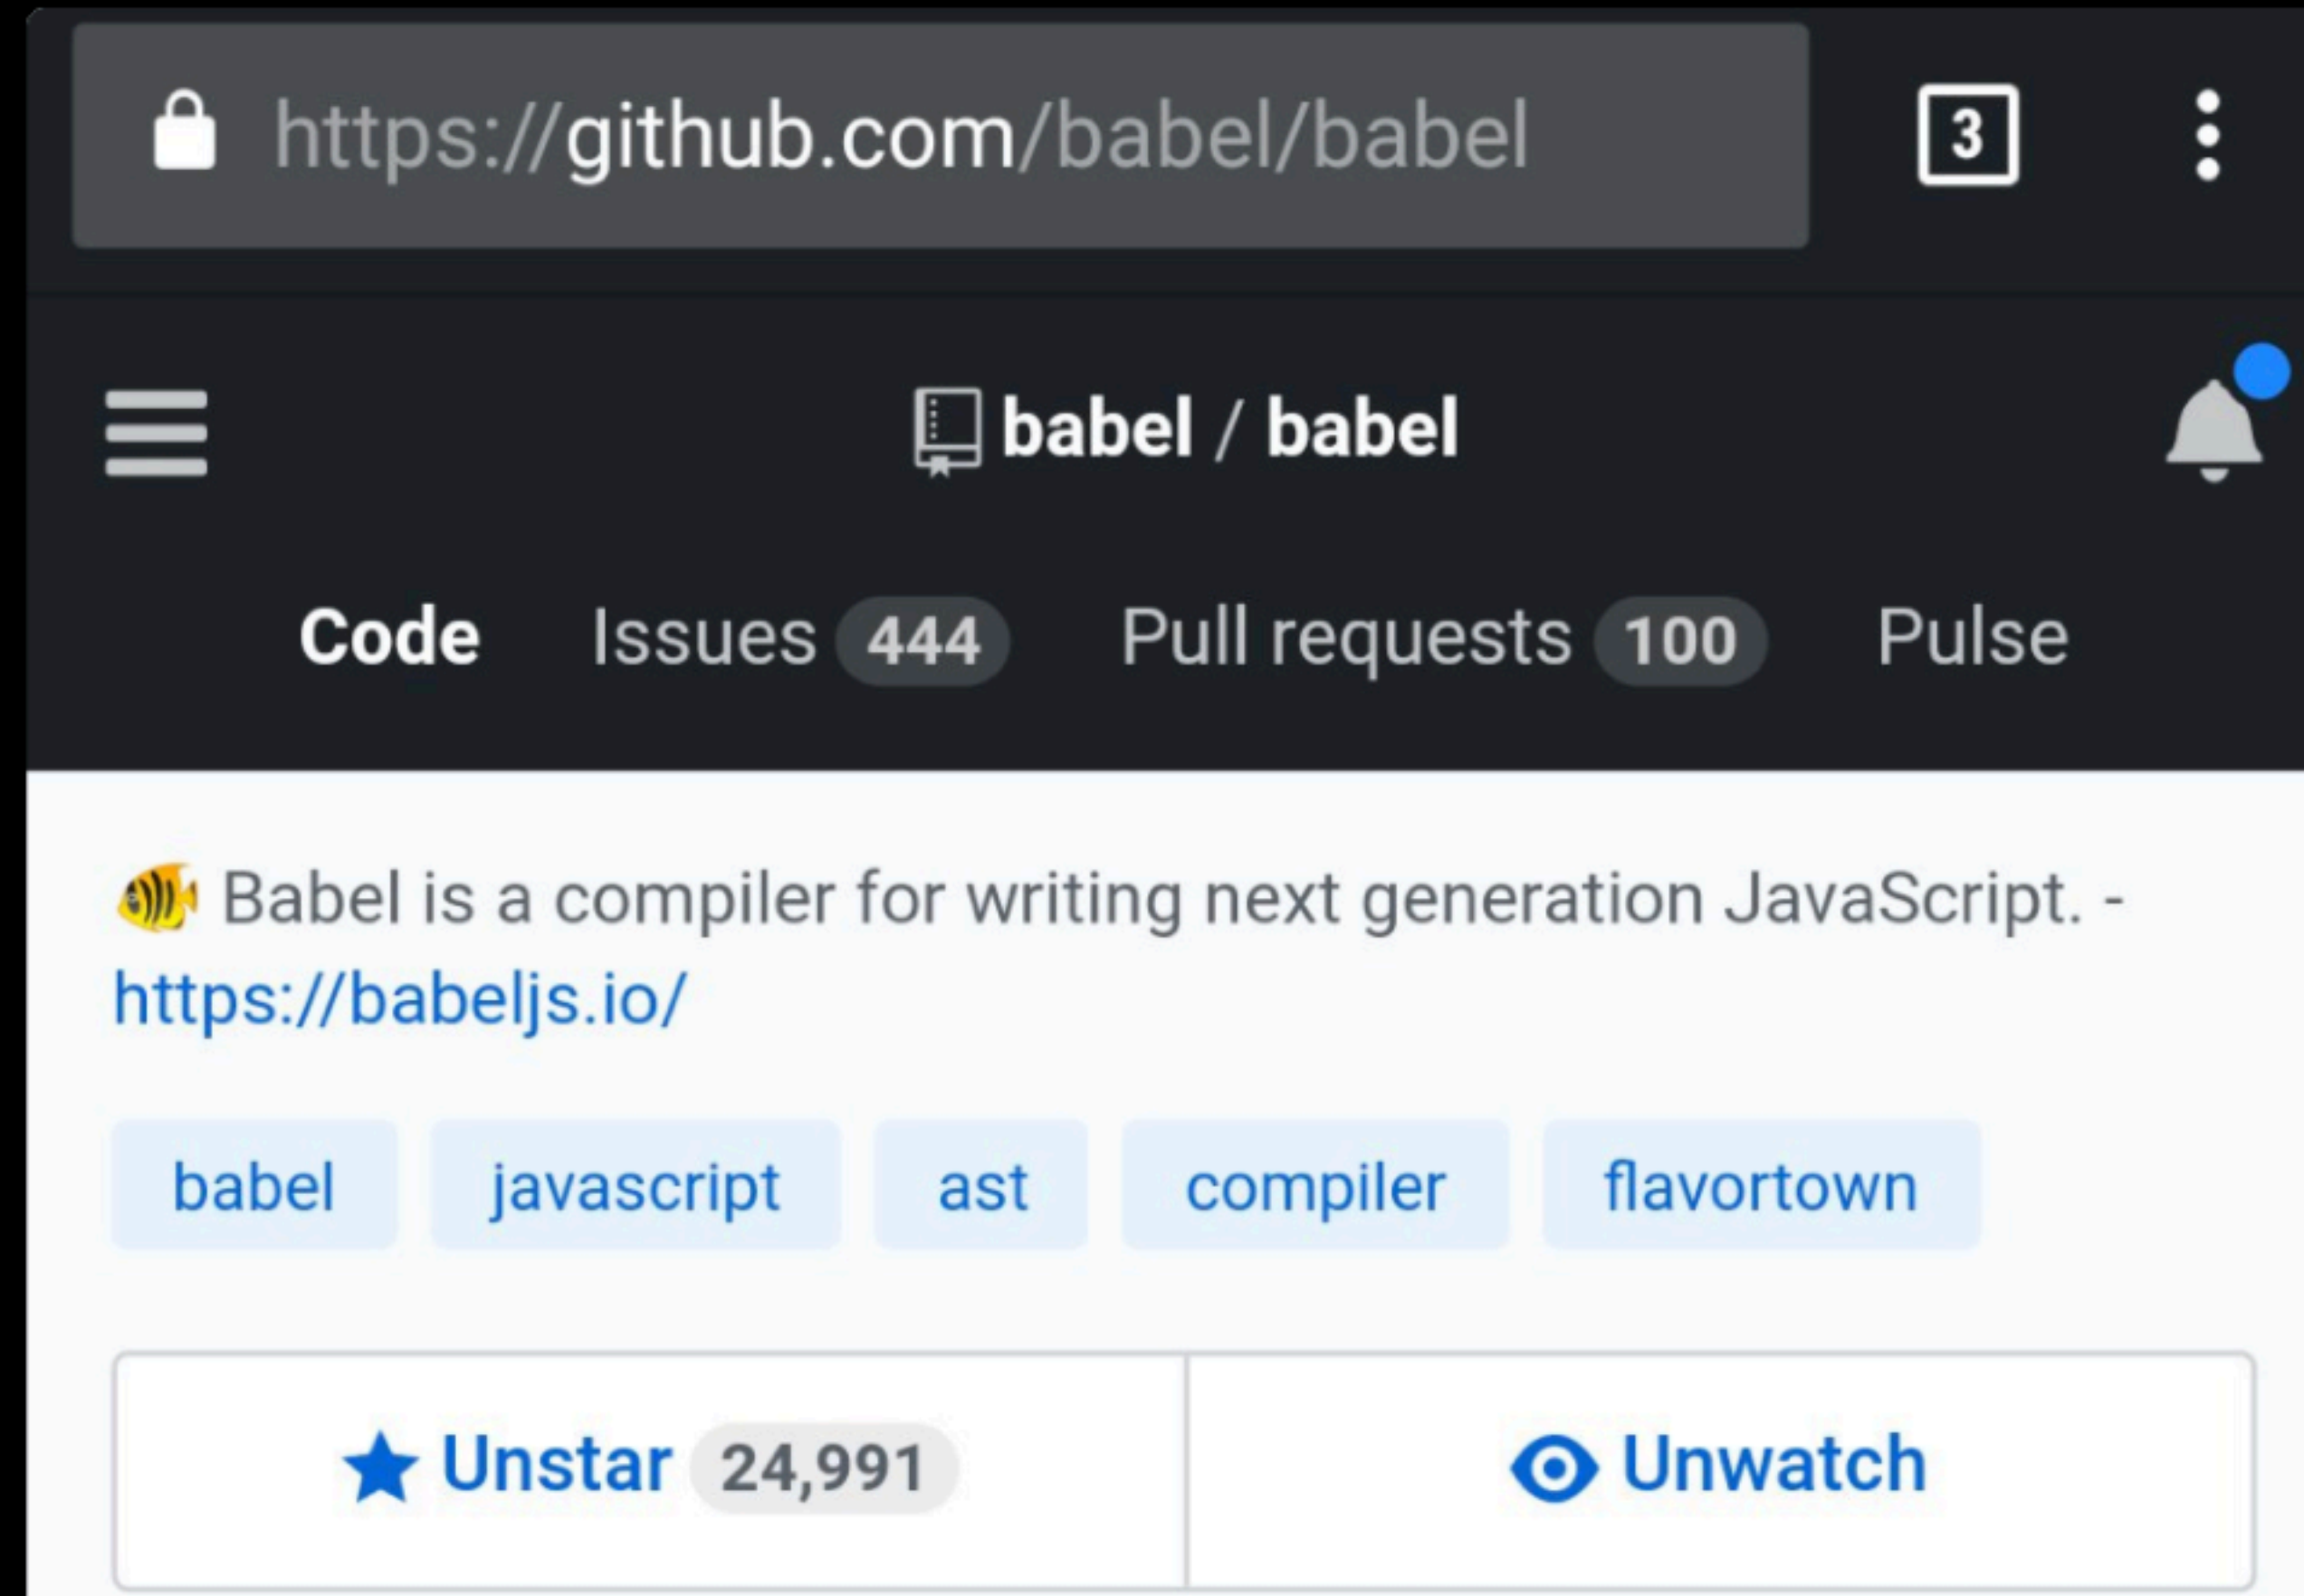 https://github.com/babel/babel 3
babel / babel
Code Issues 444 Pull requests 100 Pulse
Babel is a compiler for writing next generation JavaScript. -
https://babeljs.io/
babel javascript ast compiler flavortown
Unstar 24,991 Unwatch